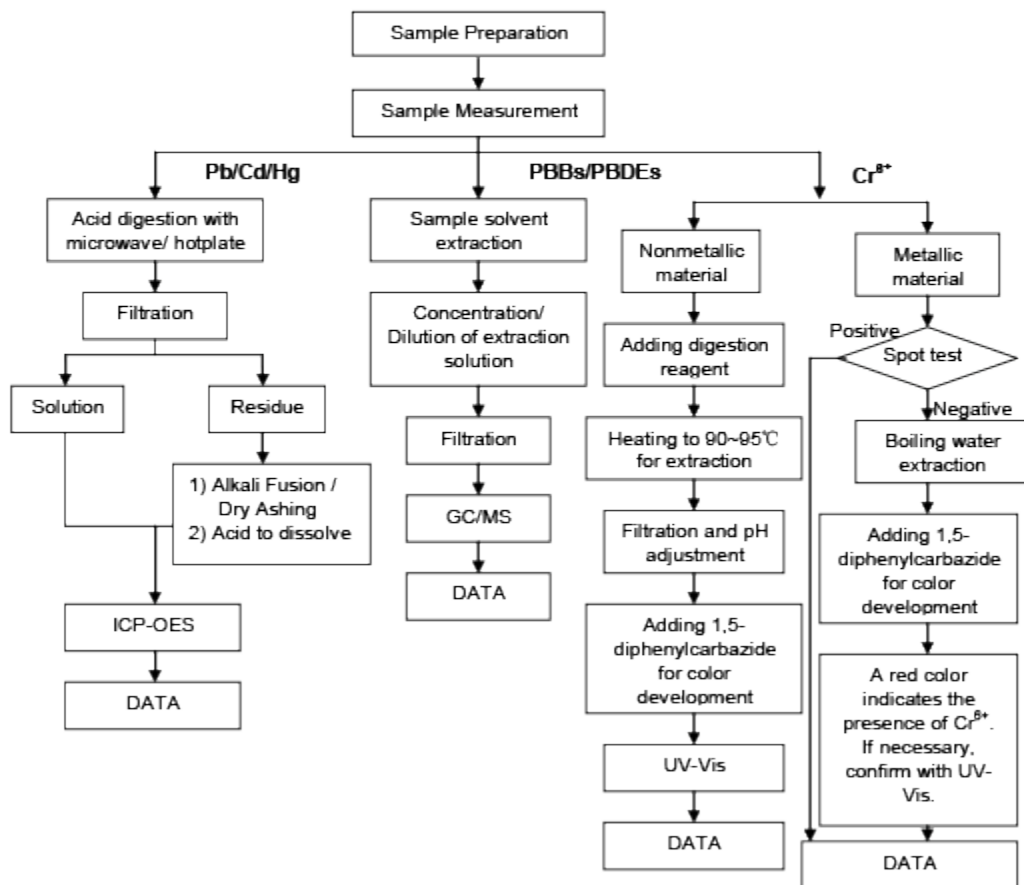 Sample Preparation
Sample Measurement
Pb/Cd/Hg
PBBs/PBDEs
Cr⁶⁺
Acid digestion with
microwave/ hotplate
Filtration
Solution
Residue
1) Alkali Fusion /
Dry Ashing
2) Acid to dissolve
ICP-OES
DATA
Sample solvent
extraction
Concentration/
Dilution of extraction
solution
Filtration
GC/MS
DATA
Nonmetallic
material
Adding digestion
reagent
Heating to 90~95℃
for extraction
Filtration and pH
adjustment
Adding 1,5-
diphenylcarbazide
for color
development
UV-Vis
DATA
Metallic
material
Positive
Spot test
Negative
Boiling water
extraction
Adding 1,5-
diphenylcarbazide
for color
development
A red color
indicates the
presence of Cr⁶⁺.
If necessary,
confirm with UV-
Vis.
DATA